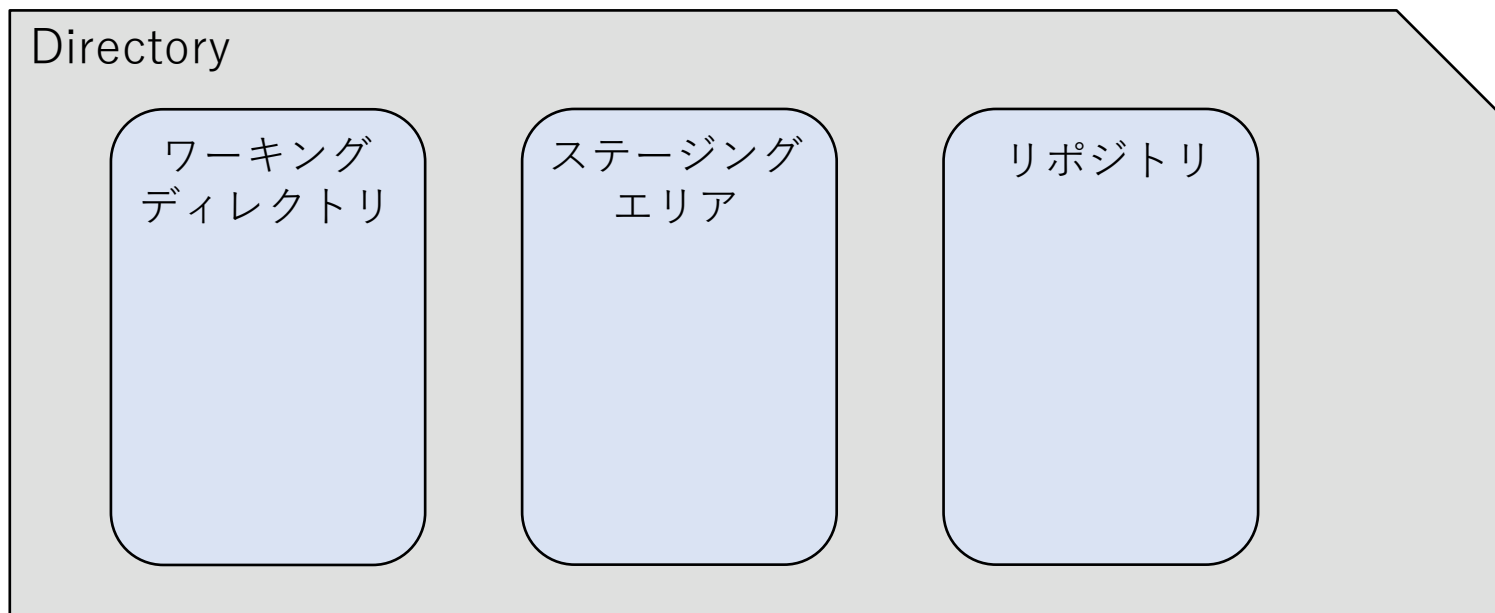 Directory
ワーキング
ディレクトリ
ステージング
エリア
リポジトリ